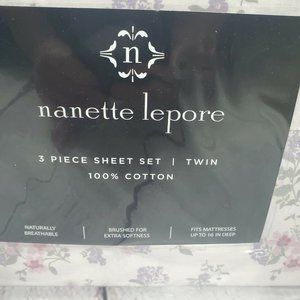 n
nanette lepore
3 PIECE SHEET SET | TWIN
100% COTTON
NATURALLY
BREATHABLE
BRUSHED FOR
EXTRA SOFTNESS
FITS MATTRESSES
UP TO 16 IN DEEP